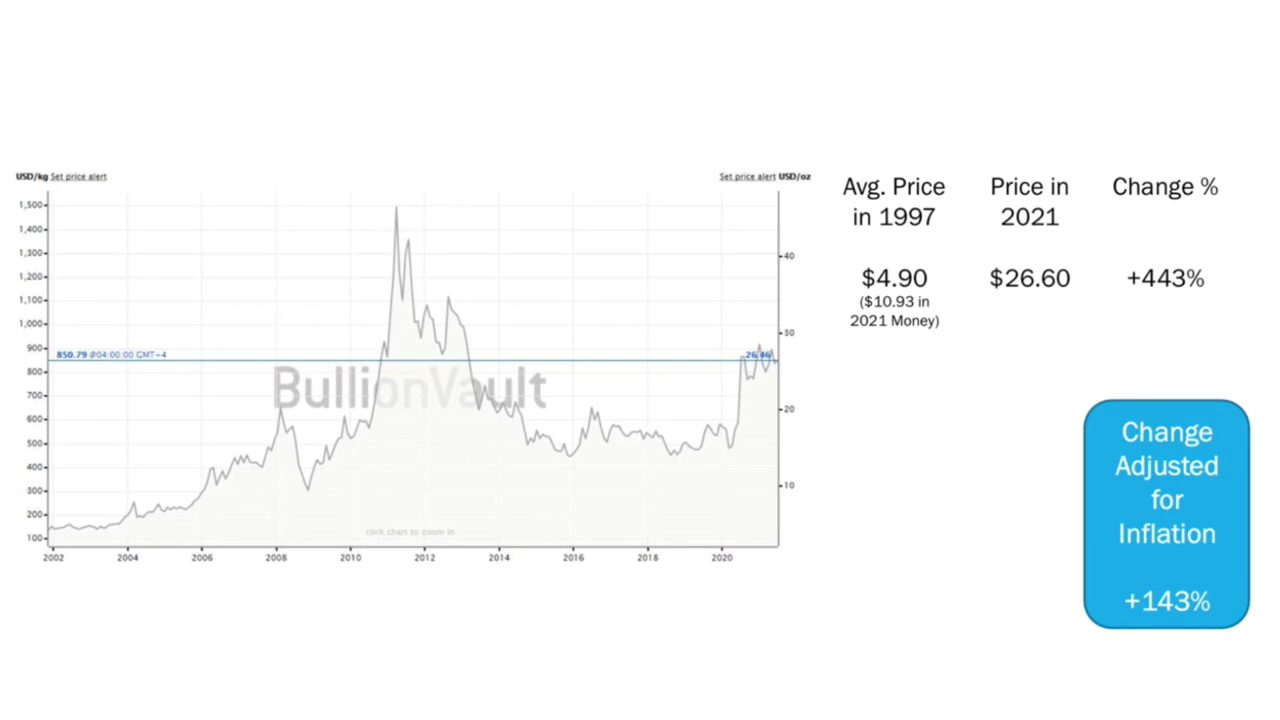 USD/kg Set price alert
Set price alert USD/oz
1,500
1,400
1,300
1,200
1,100
1,000
900
800
700
600
500
400
300
200
100
40
30
20
10
850.79 @04:00:00 GMT+4
26.46
BullionVault
click chart to zoom in
2002 2004 2006 2008 2010 2012 2014 2016 2018 2020
Avg. Price
in 1997
$4.90
($10.93 in
2021 Money)
Price in
2021
$26.60
Change %
+443%
Change
Adjusted
for
Inflation
+143%